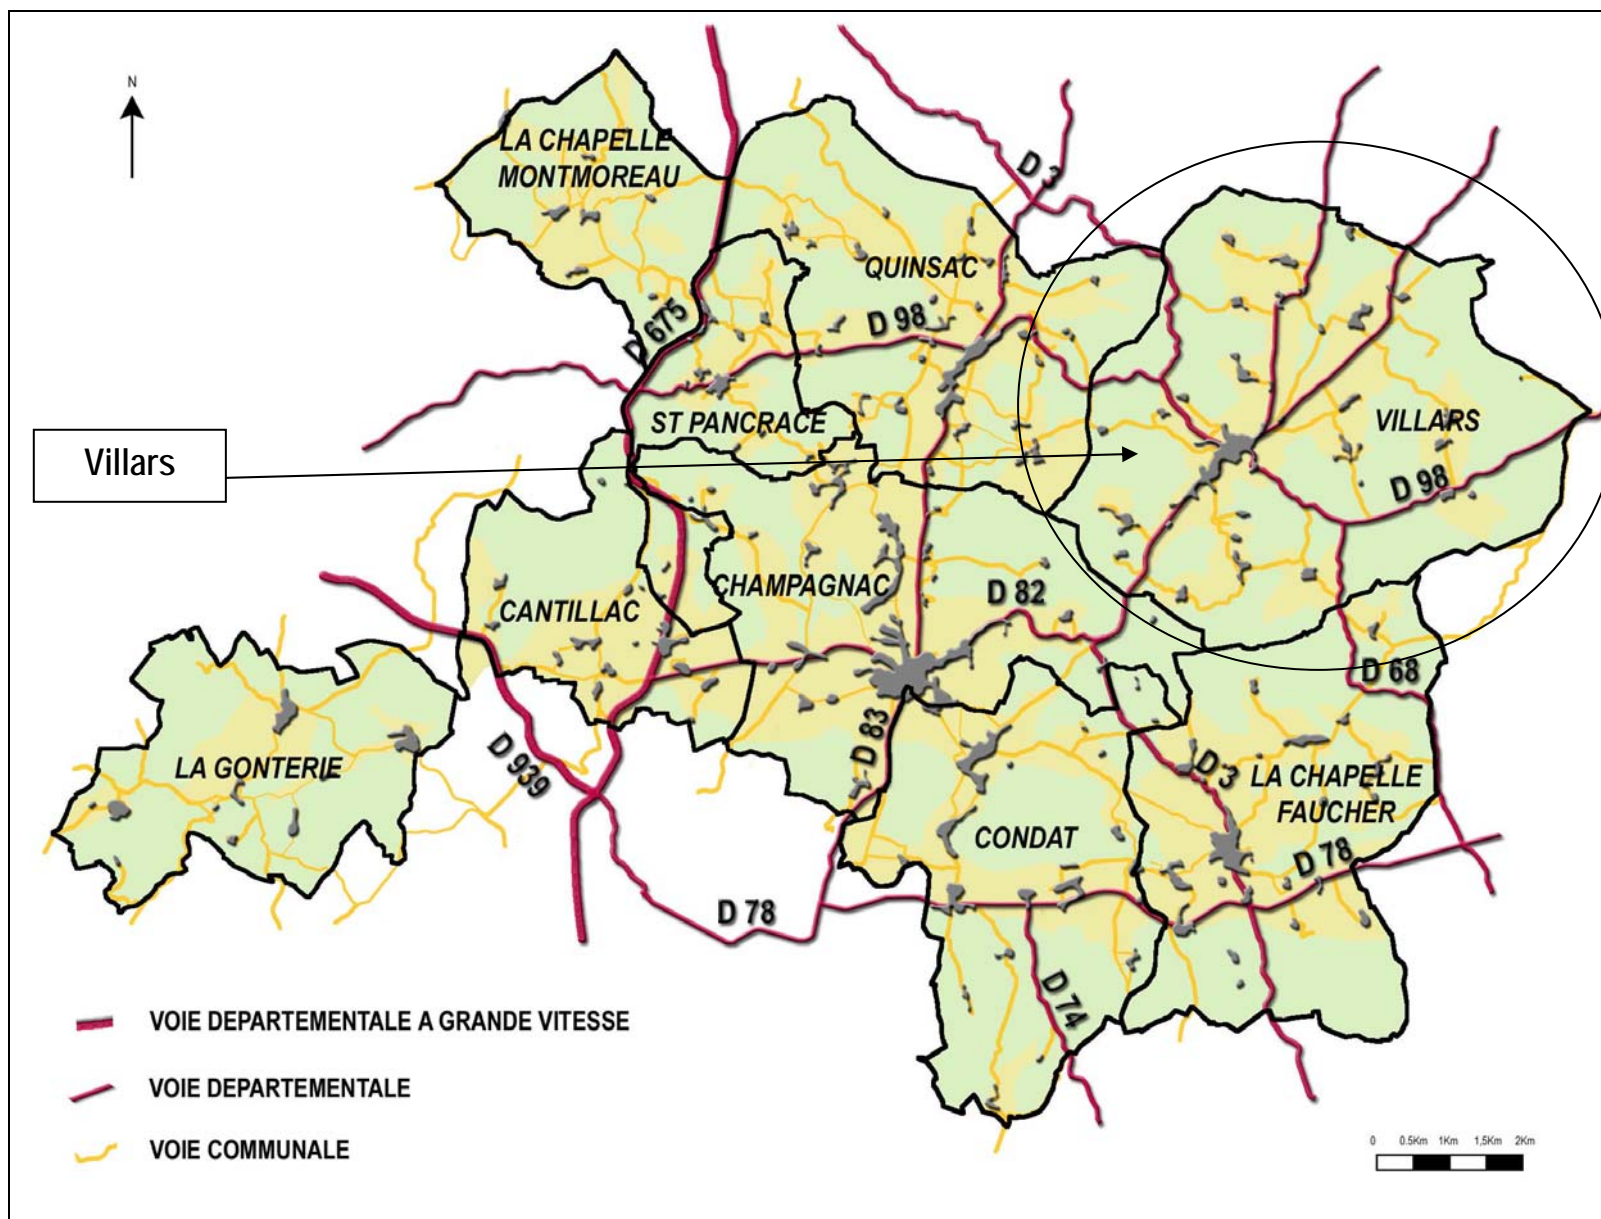 N
LA CHAPELLE
MONTMOREAU
D 3
QUINSAC
D 98
D 675
ST PANCRACE
VILLARS
Villars
D 98
CHAMPAGNAC
D 82
CANTILLAC
D 68
D 83
D 939
LA GONTERIE
D 3
LA CHAPELLE
FAUCHER
CONDAT
D 78
D 78
D 74
VOIE DEPARTEMENTALE A GRANDE VITESSE
VOIE DEPARTEMENTALE
VOIE COMMUNALE
0 0.5Km 1Km 1,5Km 2Km